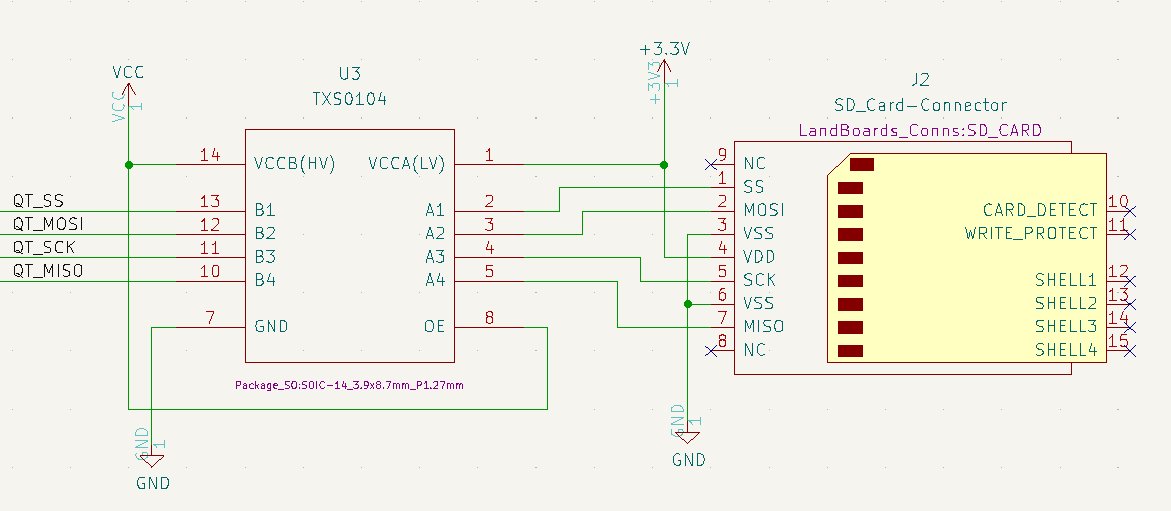 VCC
VCC
1
U3
TXS0104
+3.3V
+3V3
1
J2
SD_Card-Connector
LandBoards_Conns:SD_CARD
14
VCCB(HV)
VCCA(LV)
1
9
NC
1
SS
QT_SS
13
B1
A1
2
2
MOSI
CARD_DETECT
10
QT_MOSI
12
B2
A2
3
3
VSS
WRITE_PROTECT
11
QT_SCK
11
B3
A3
4
4
VDD
QT_MISO
10
B4
A4
5
5
SCK
SHELL1
12
6
VSS
SHELL2
13
7
GND
OE
8
7
MISO
SHELL3
14
8
NC
SHELL4
15
Package_SO:SOIC-14_3.9x8.7mm_P1.27mm
GND
1
GND
GND
1
GND